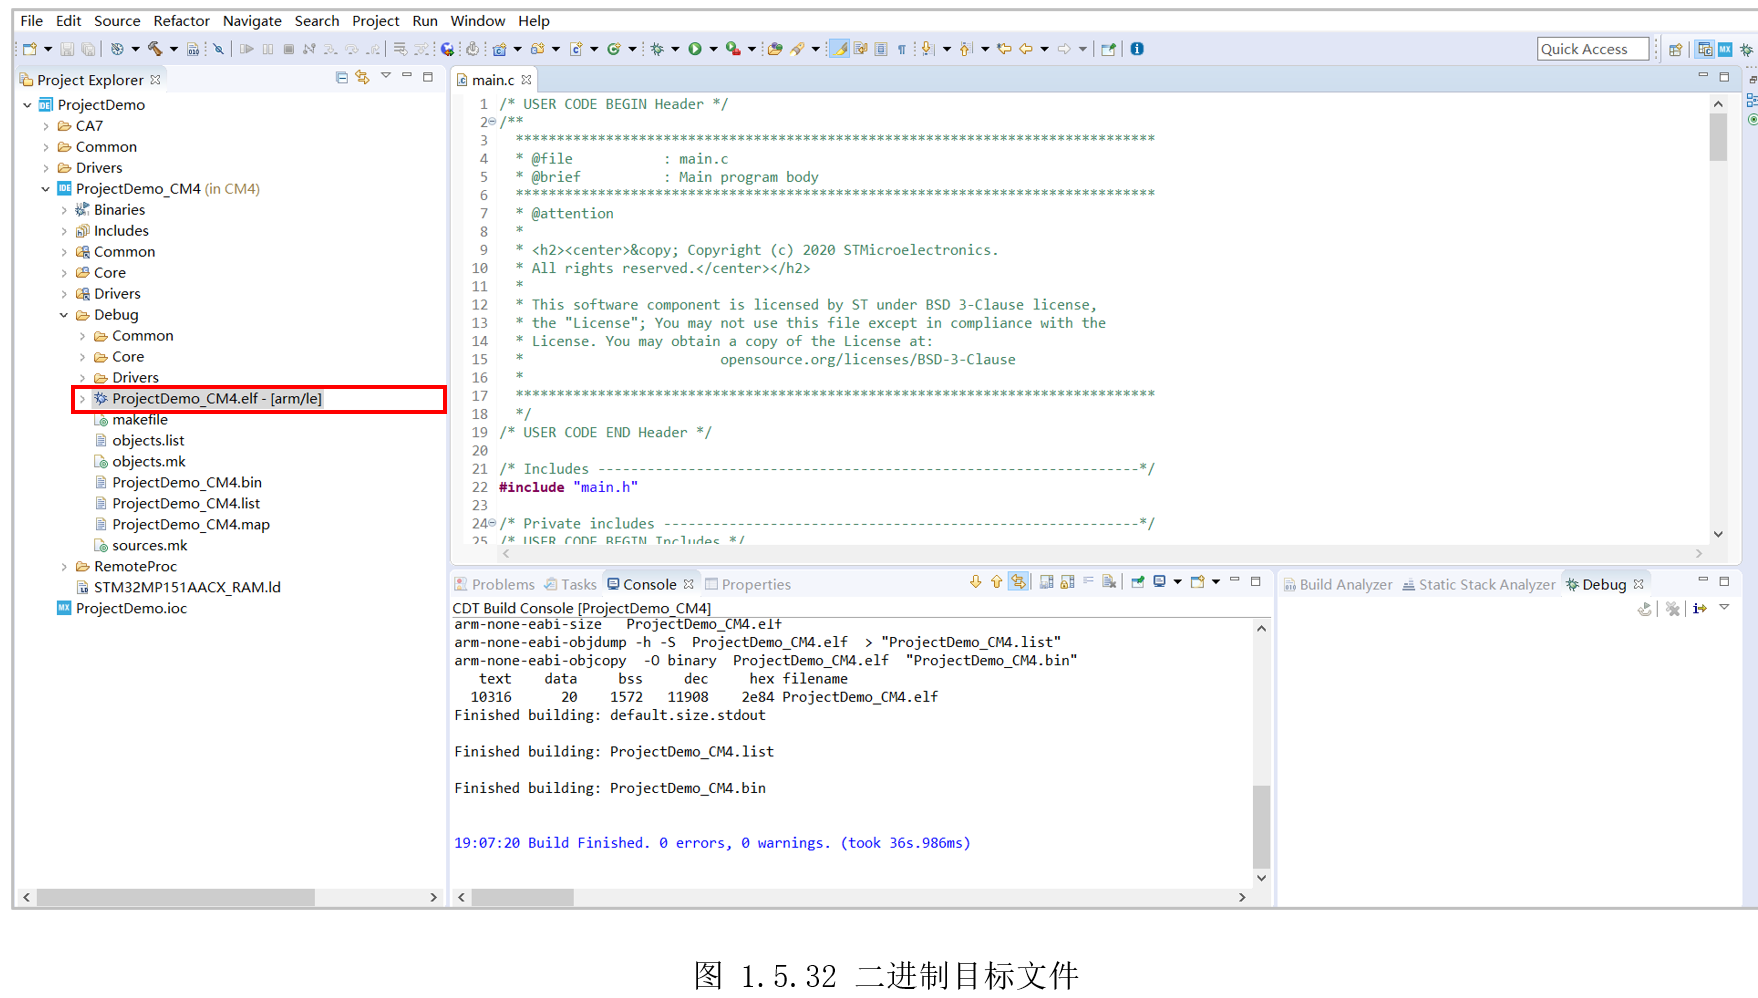 File Edit Source Refactor Navigate Search Project Run Window Help
Quick Access
Project Explorer
ProjectDemo
CA7
Common
Drivers
ProjectDemo_CM4 (in CM4)
Binaries
Includes
Common
Core
Drivers
Debug
Common
Core
Drivers
ProjectDemo_CM4.elf - [arm/le]
makefile
objects.list
objects.mk
ProjectDemo_CM4.bin
ProjectDemo_CM4.list
ProjectDemo_CM4.map
sources.mk
RemoteProc
STM32MP151AACX_RAM.ld
ProjectDemo.ioc
main.c
1 /* USER CODE BEGIN Header */
2 /**
3 ******************************************************************************
4 * @file : main.c
5 * @brief : Main program body
6 ******************************************************************************
7 * @attention
8 *
9 * <h2><center>&copy; Copyright (c) 2020 STMicroelectronics.
10 * All rights reserved.</center></h2>
11 *
12 * This software component is licensed by ST under BSD 3-Clause license,
13 * the "License"; You may not use this file except in compliance with the
14 * License. You may obtain a copy of the License at:
15 * opensource.org/licenses/BSD-3-Clause
16 *
17 ******************************************************************************
18 */
19 /* USER CODE END Header */
20
21 /* Includes ------------------------------------------------------------------*/
22 #include "main.h"
23
24 /* Private includes ----------------------------------------------------------*/
25 /* USER CODE BEGIN Includes */
Problems Tasks Console Properties
CDT Build Console [ProjectDemo_CM4]
arm-none-eabi-size ProjectDemo_CM4.elf
arm-none-eabi-objdump -h -S ProjectDemo_CM4.elf > "ProjectDemo_CM4.list"
arm-none-eabi-objcopy -O binary ProjectDemo_CM4.elf "ProjectDemo_CM4.bin"
text data bss dec hex filename
10316 20 1572 11908 2e84 ProjectDemo_CM4.elf
Finished building: default.size.stdout
Finished building: ProjectDemo_CM4.list
Finished building: ProjectDemo_CM4.bin
19:07:20 Build Finished. 0 errors, 0 warnings. (took 36s.986ms)
Build Analyzer Static Stack Analyzer Debug
图 1.5.32 二进制目标文件